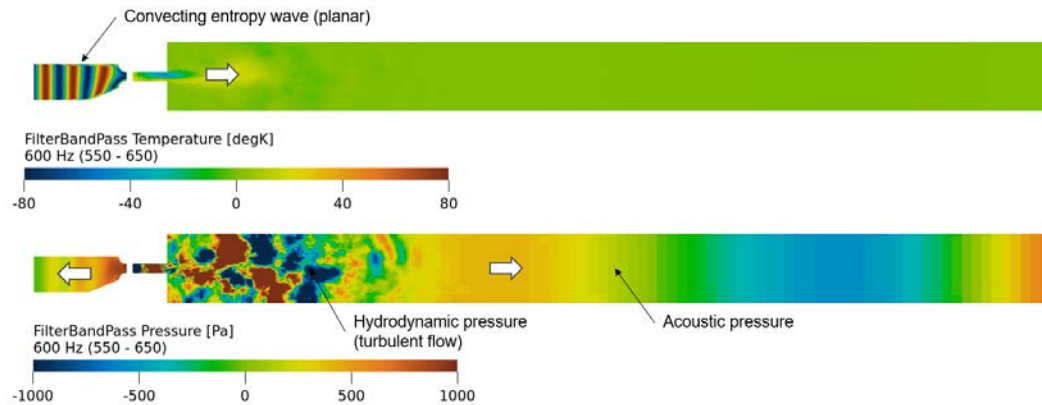 Convecting entropy wave (planar)
FilterBandPass Temperature [degK]
600 Hz (550 - 650)
-80 -40 0 40 80
Hydrodynamic pressure
(turbulent flow)
Acoustic pressure
FilterBandPass Pressure [Pa]
600 Hz (550 - 650)
-1000 -500 0 500 1000